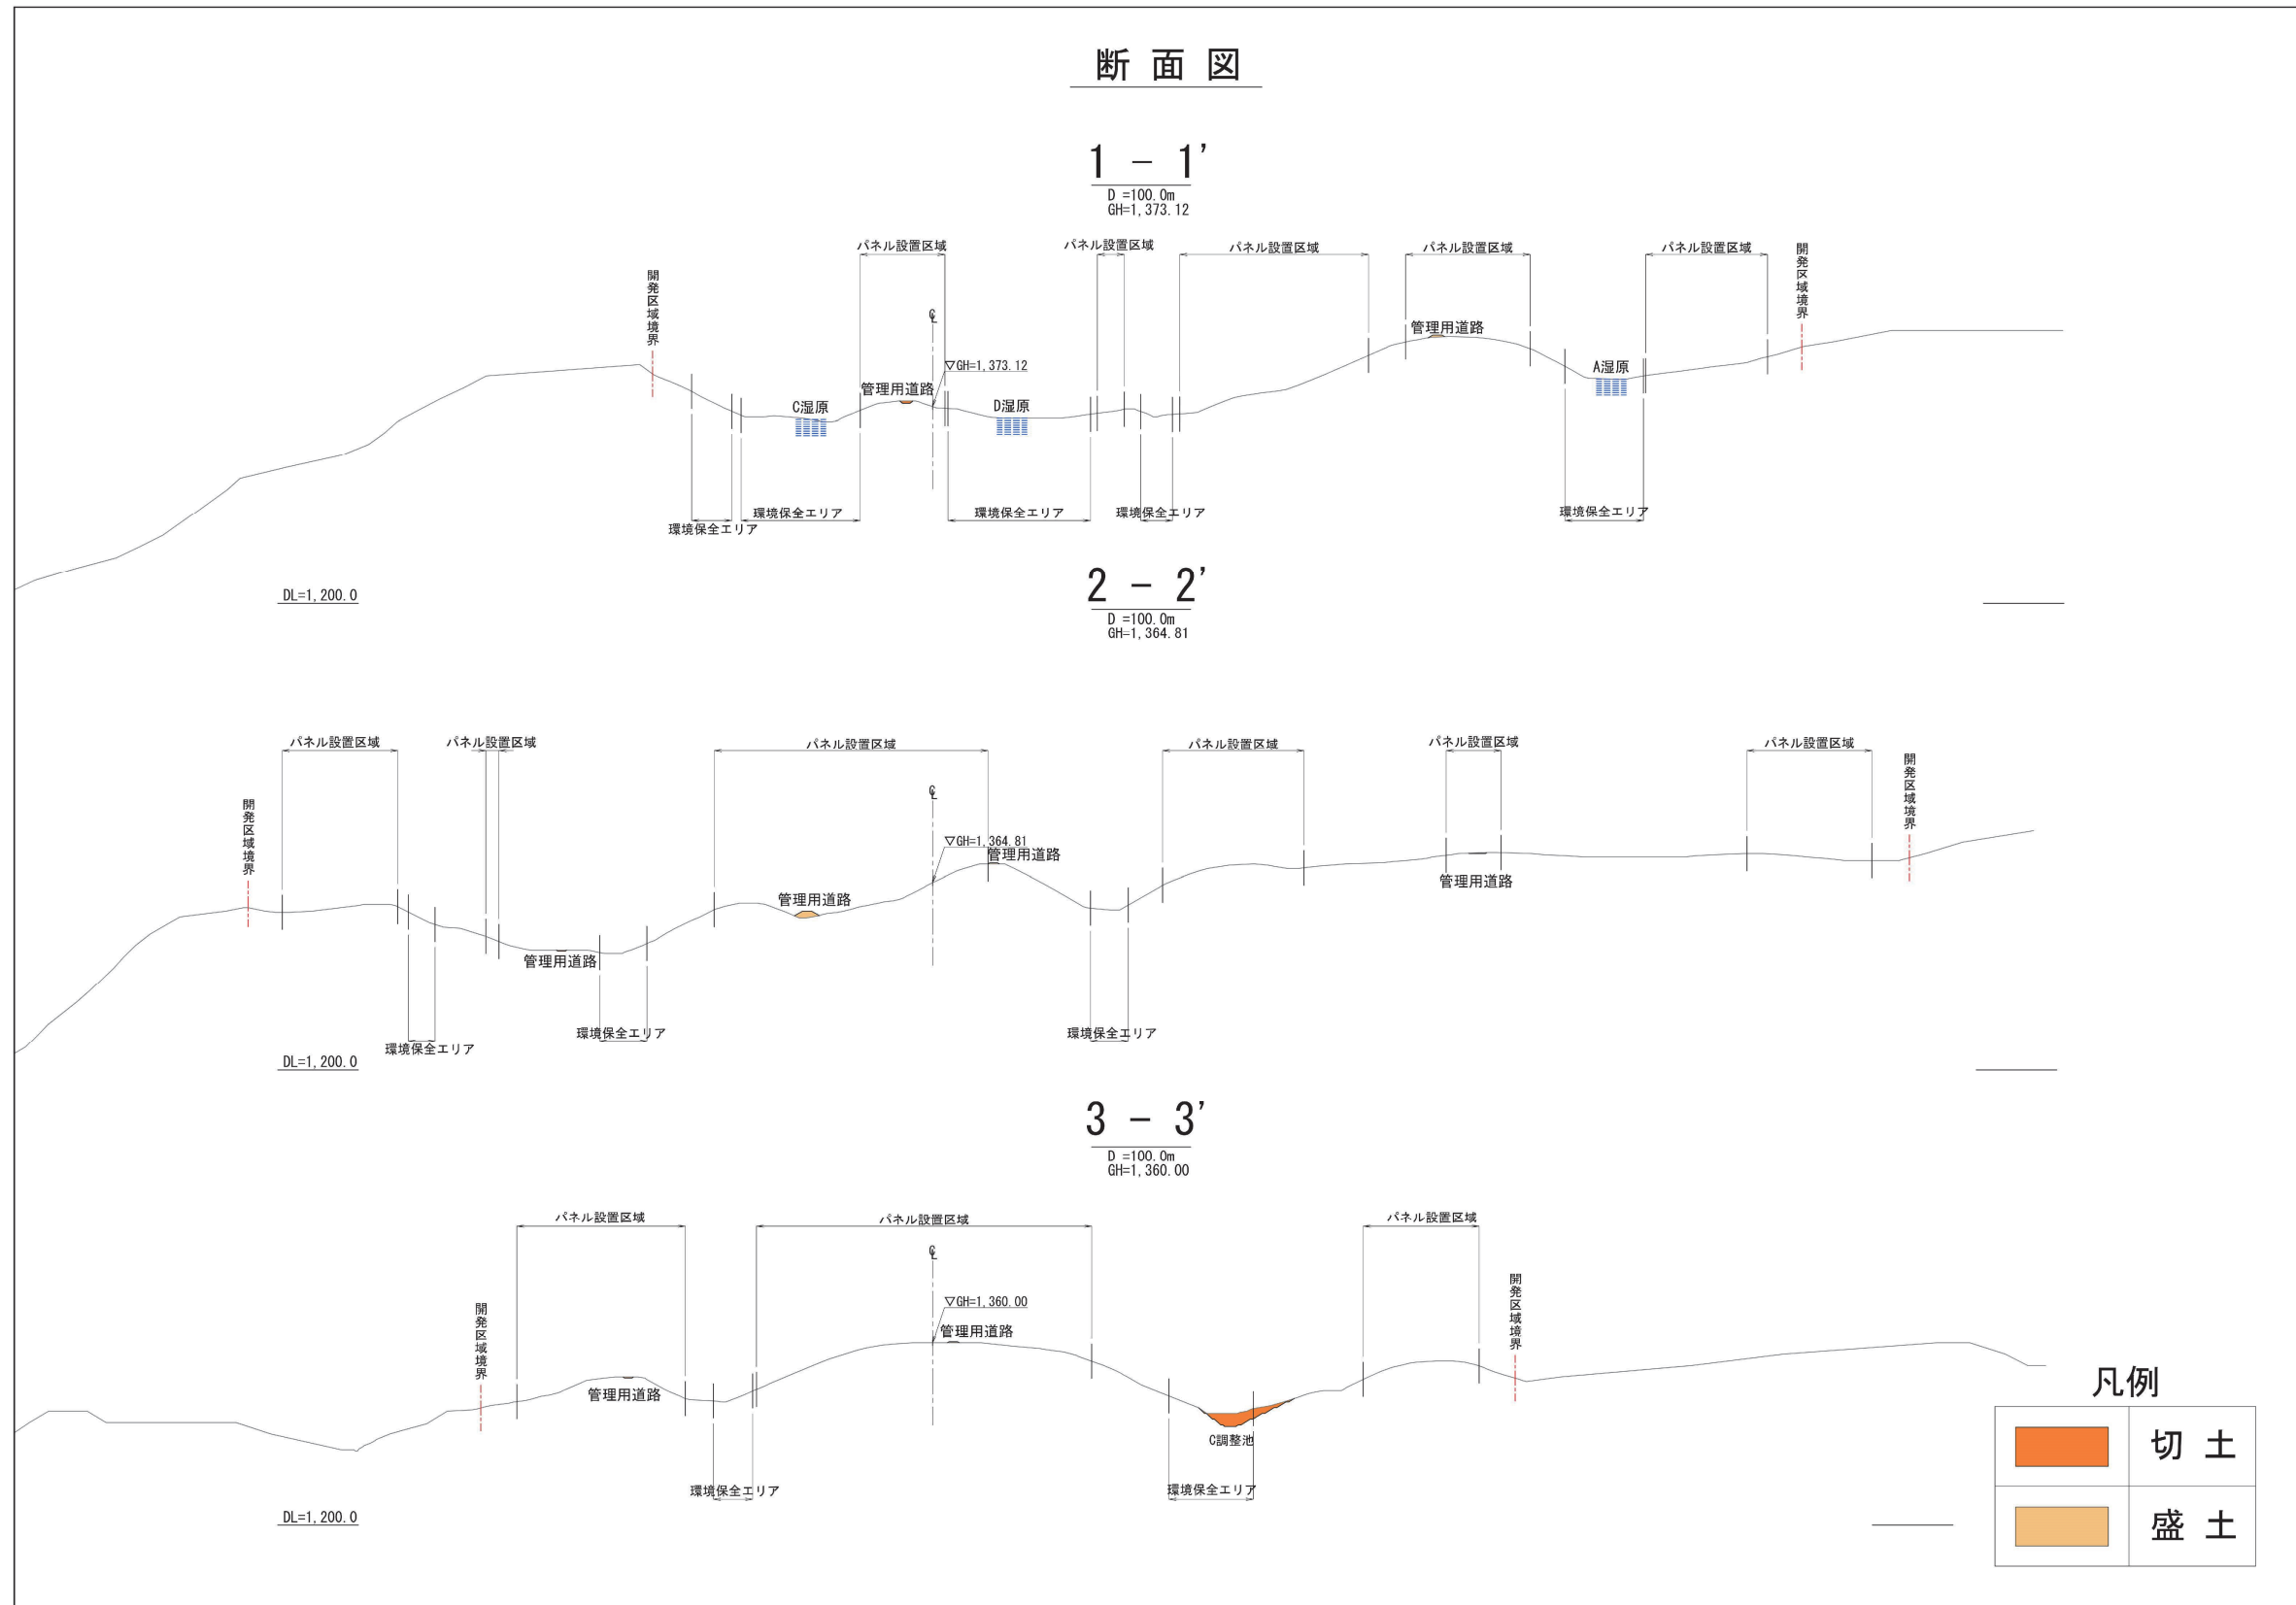 断面図
1 - 1'
D =100.0m
GH=1,373.12
パネル設置区域
パネル設置区域
パネル設置区域
パネル設置区域
パネル設置区域
開発区域境界
開発区域境界
℄
管理用道路
▽GH=1,373.12
管理用道路
A湿原
C湿原
D湿原
環境保全エリア
環境保全エリア
環境保全エリア
環境保全エリア
環境保全エリア
DL=1,200.0
2 - 2'
D =100.0m
GH=1,364.81
パネル設置区域
パネル設置区域
パネル設置区域
パネル設置区域
パネル設置区域
パネル設置区域
開発区域境界
開発区域境界
℄
▽GH=1,364.81
管理用道路
管理用道路
管理用道路
管理用道路
環境保全エリア
環境保全エリア
環境保全エリア
DL=1,200.0
3 - 3'
D =100.0m
GH=1,360.00
パネル設置区域
パネル設置区域
パネル設置区域
℄
開発区域境界
開発区域境界
▽GH=1,360.00
管理用道路
管理用道路
C調整池
環境保全エリア
環境保全エリア
DL=1,200.0
凡例
切土
盛土